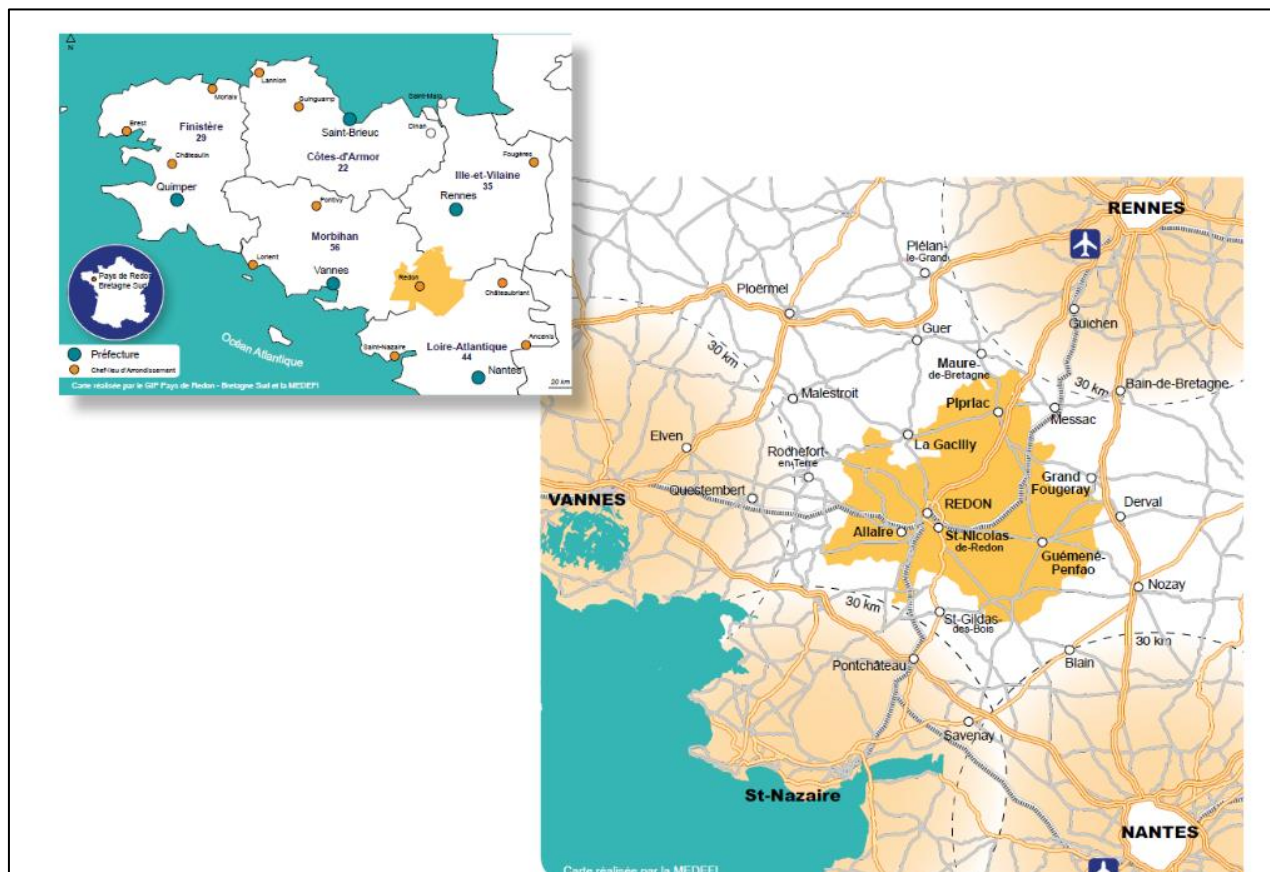 N
Lannion
Morlaix
Guingamp
Saint-Malo
Brest
Finistère
29
Saint-Brieuc
Dinan
Châteaulin
Côtes-d'Armor
22
Fougères
Ille-et-Vilaine
35
Quimper
Rennes
Pontivy
Morbihan
56
Lorient
Vannes
Redon
Châteaubriant
Pays de Redon
Bretagne Sud
Océan Atlantique
Saint-Nazaire
Loire-Atlantique
44
Ancenis
Nantes
Préfecture
Chef-lieu d'Arrondissement
Carte réalisée par le GIP Pays de Redon - Bretagne Sud et la MEDEFI
20 km
RENNES
Plélan-
le-Grand
Ploërmel
Guichen
Guer
30 km
Maure-
de-Bretagne
30 km
Bain-de-Bretagne
Malestroit
Pipriac
Messac
Elven
La Gacilly
Rochefort
en-Terre
Grand
Fougeray
Questembert
VANNES
REDON
Derval
Allaire
St-Nicolas-
de-Redon
Guémené-
Penfao
Nozay
30 km
St-Gildas-
des-Bois
30 km
Blain
Pontchâteau
Savenay
St-Nazaire
NANTES
Carte réalisée par la MEDEFI